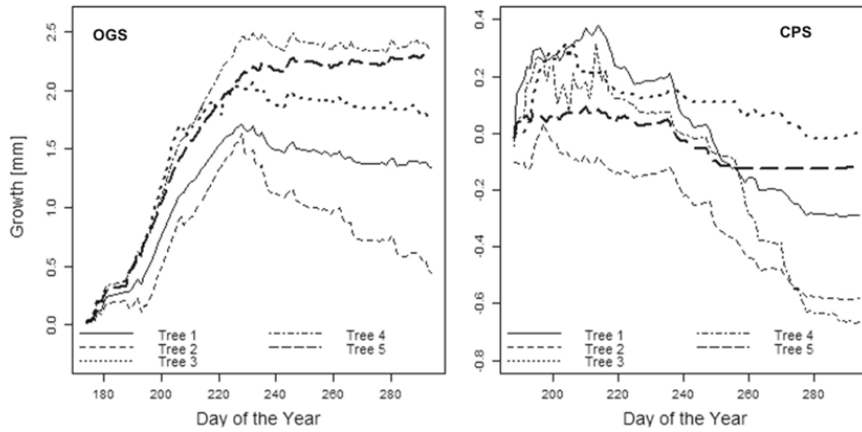 OGS
CPS
Growth [mm]
2.5
2.0
1.5
1.0
0.5
0.0
0.4
0.2
0.0
-0.2
-0.4
-0.6
-0.8
Tree 1
Tree 2
Tree 3
Tree 4
Tree 5
Tree 1
Tree 2
Tree 3
Tree 4
Tree 5
180 200 220 240 260 280
200 220 240 260 280
Day of the Year
Day of the Year